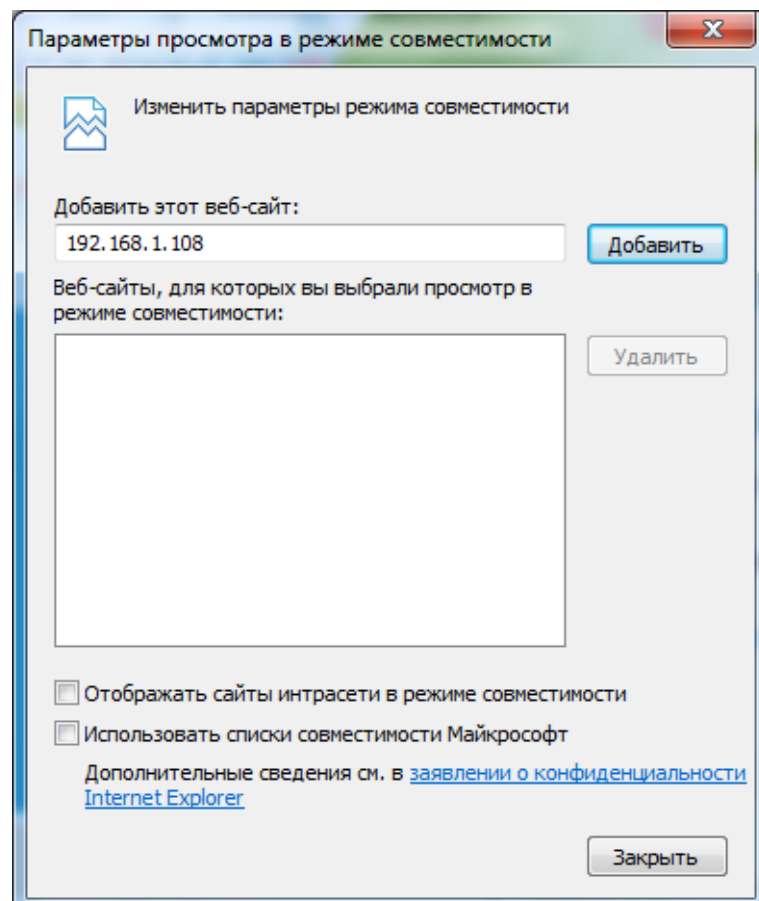 Параметры просмотра в режиме совместимости
Изменить параметры режима совместимости
Добавить этот веб-сайт:
192.168.1.108
Добавить
Веб-сайты, для которых вы выбрали просмотр в
режиме совместимости:
Удалить
Отображать сайты интрасети в режиме совместимости
Использовать списки совместимости Майкрософт
Дополнительные сведения см. в заявлении о конфиденциальности
Internet Explorer
Закрыть